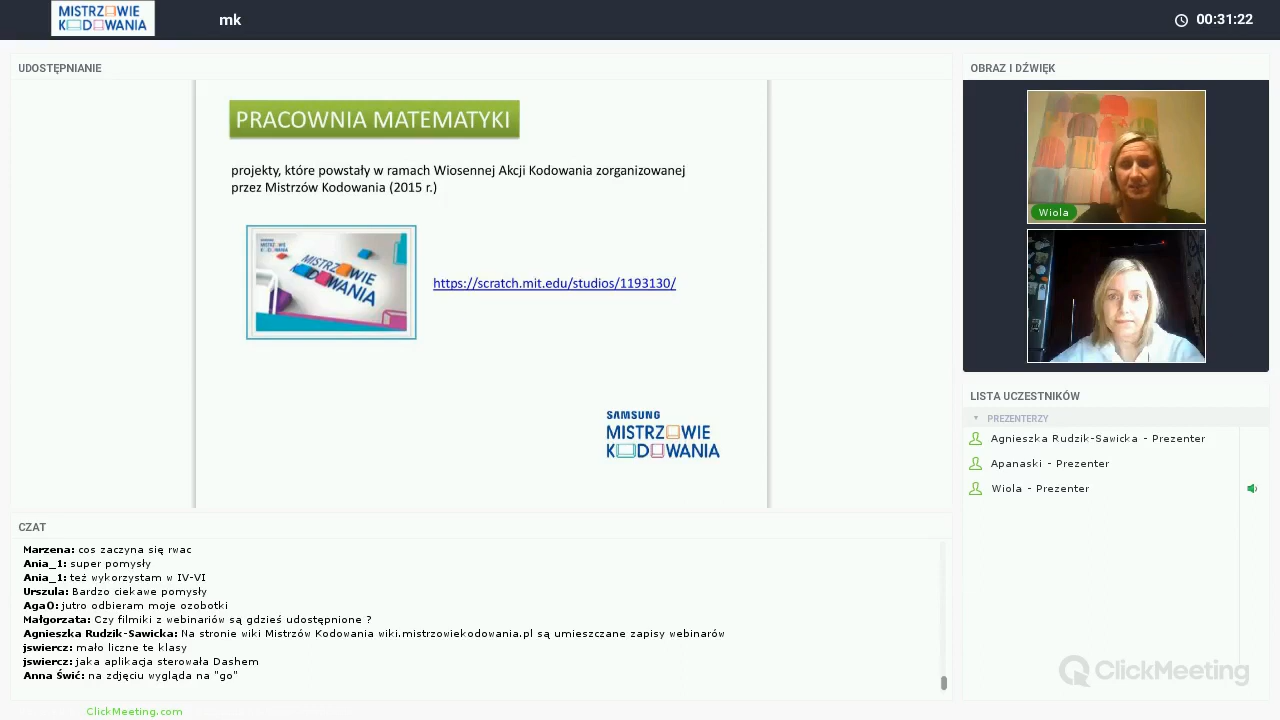 MISTRZOWIE
KODOWANIA
mk
00:31:22
UDOSTĘPNIANIE
PRACOWNIA MATEMATYKI
projekty, które powstały w ramach Wiosennej Akcji Kodowania zorganizowanej
przez Mistrzów Kodowania (2015 r.)
SAMSUNG
MISTRZOWIE
KODOWANIA
MISTRZOWIE
KODOWANIA
https://scratch.mit.edu/studios/1193130/
SAMSUNG
MISTRZOWIE
KODOWANIA
OBRAZ I DŹWIĘK
Wiola
LISTA UCZESTNIKÓW
PREZENTERZY
Agnieszka Rudzik-Sawicka - Prezenter
Apanaski - Prezenter
Wiola - Prezenter
CZAT
Marzena: cos zaczyna się rwac
Ania_1: super pomysły
Ania_1: też wykorzystam w IV-VI
Urszula: Bardzo ciekawe pomysły
AgaO: jutro odbieram moje ozobotki
Małgorzata: Czy filmiki z webinariów są gdzieś udostępnione ?
Agnieszka Rudzik-Sawicka: Na stronie wiki Mistrzów Kodowania wiki.mistrzowiekodowania.pl są umieszczane zapisy webinarów
jswiercz: mało liczne te klasy
jswiercz: jaka aplikacja sterowała Dashem
Anna Świć: na zdjęciu wygląda na "go"
ClickMeeting
ClickMeeting.com